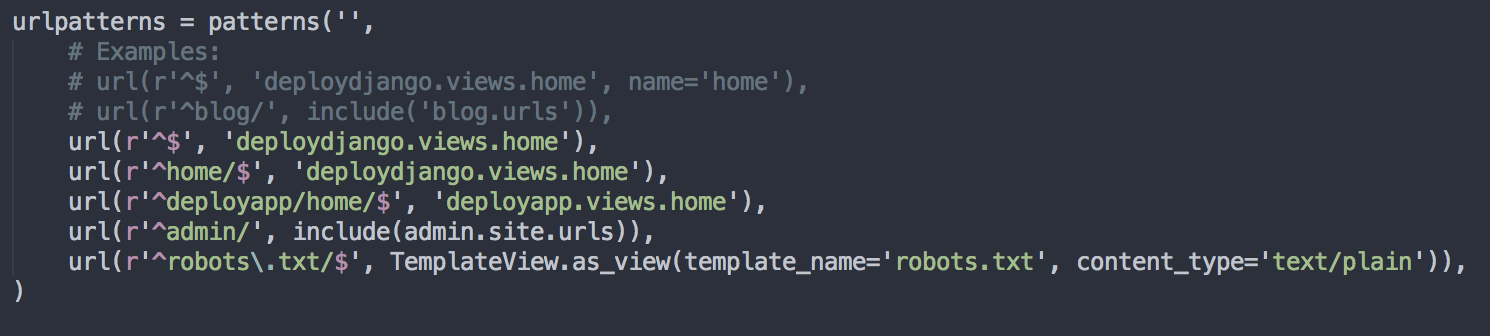 urlpatterns = patterns('',
    # Examples:
    # url(r'^$', 'deploydjango.views.home', name='home'),
    # url(r'^blog/', include('blog.urls')),
    url(r'^$', 'deploydjango.views.home'),
    url(r'^home/$', 'deploydjango.views.home'),
    url(r'^deployapp/home/$', 'deployapp.views.home'),
    url(r'^admin/', include(admin.site.urls)),
    url(r'^robots\.txt/$', TemplateView.as_view(template_name='robots.txt', content_type='text/plain')),
)